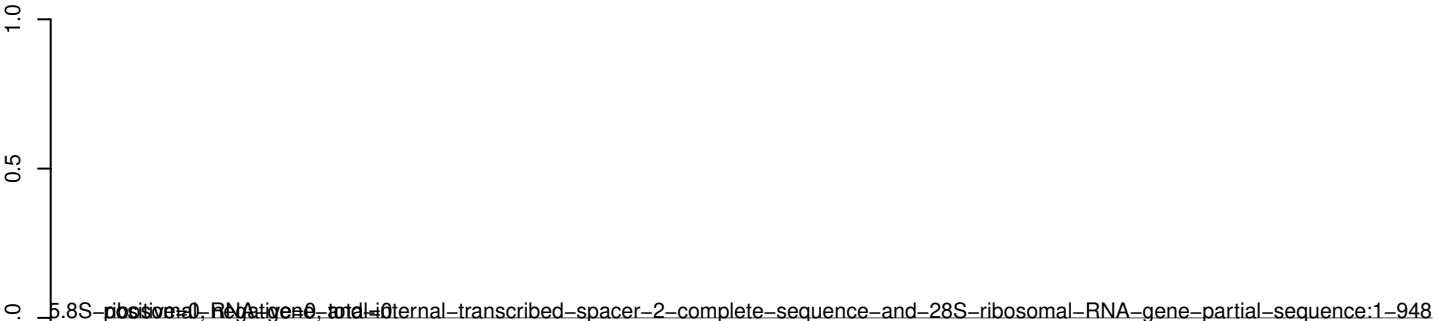 1.0
0.5
.0
5.8S−ribosomal−RNA−gene−and−internal−transcribed−spacer−2−complete−sequence−and−28S−ribosomal−RNA−gene−partial−sequence:1−948
positive=0, negative=0, total=0